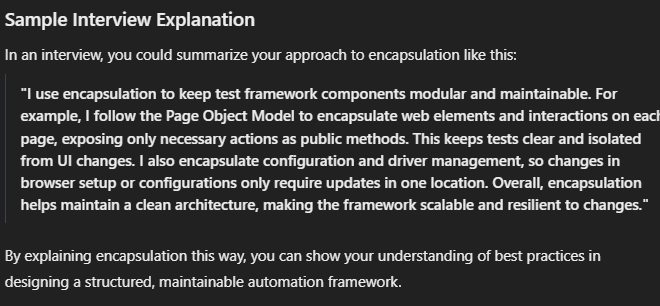 Sample Interview Explanation
In an interview, you could summarize your approach to encapsulation like this:
"I use encapsulation to keep test framework components modular and maintainable. For
example, I follow the Page Object Model to encapsulate web elements and interactions on each
page, exposing only necessary actions as public methods. This keeps tests clear and isolated
from UI changes. I also encapsulate configuration and driver management, so changes in
browser setup or configurations only require updates in one location. Overall, encapsulation
helps maintain a clean architecture, making the framework scalable and resilient to changes."
By explaining encapsulation this way, you can show your understanding of best practices in
designing a structured, maintainable automation framework.